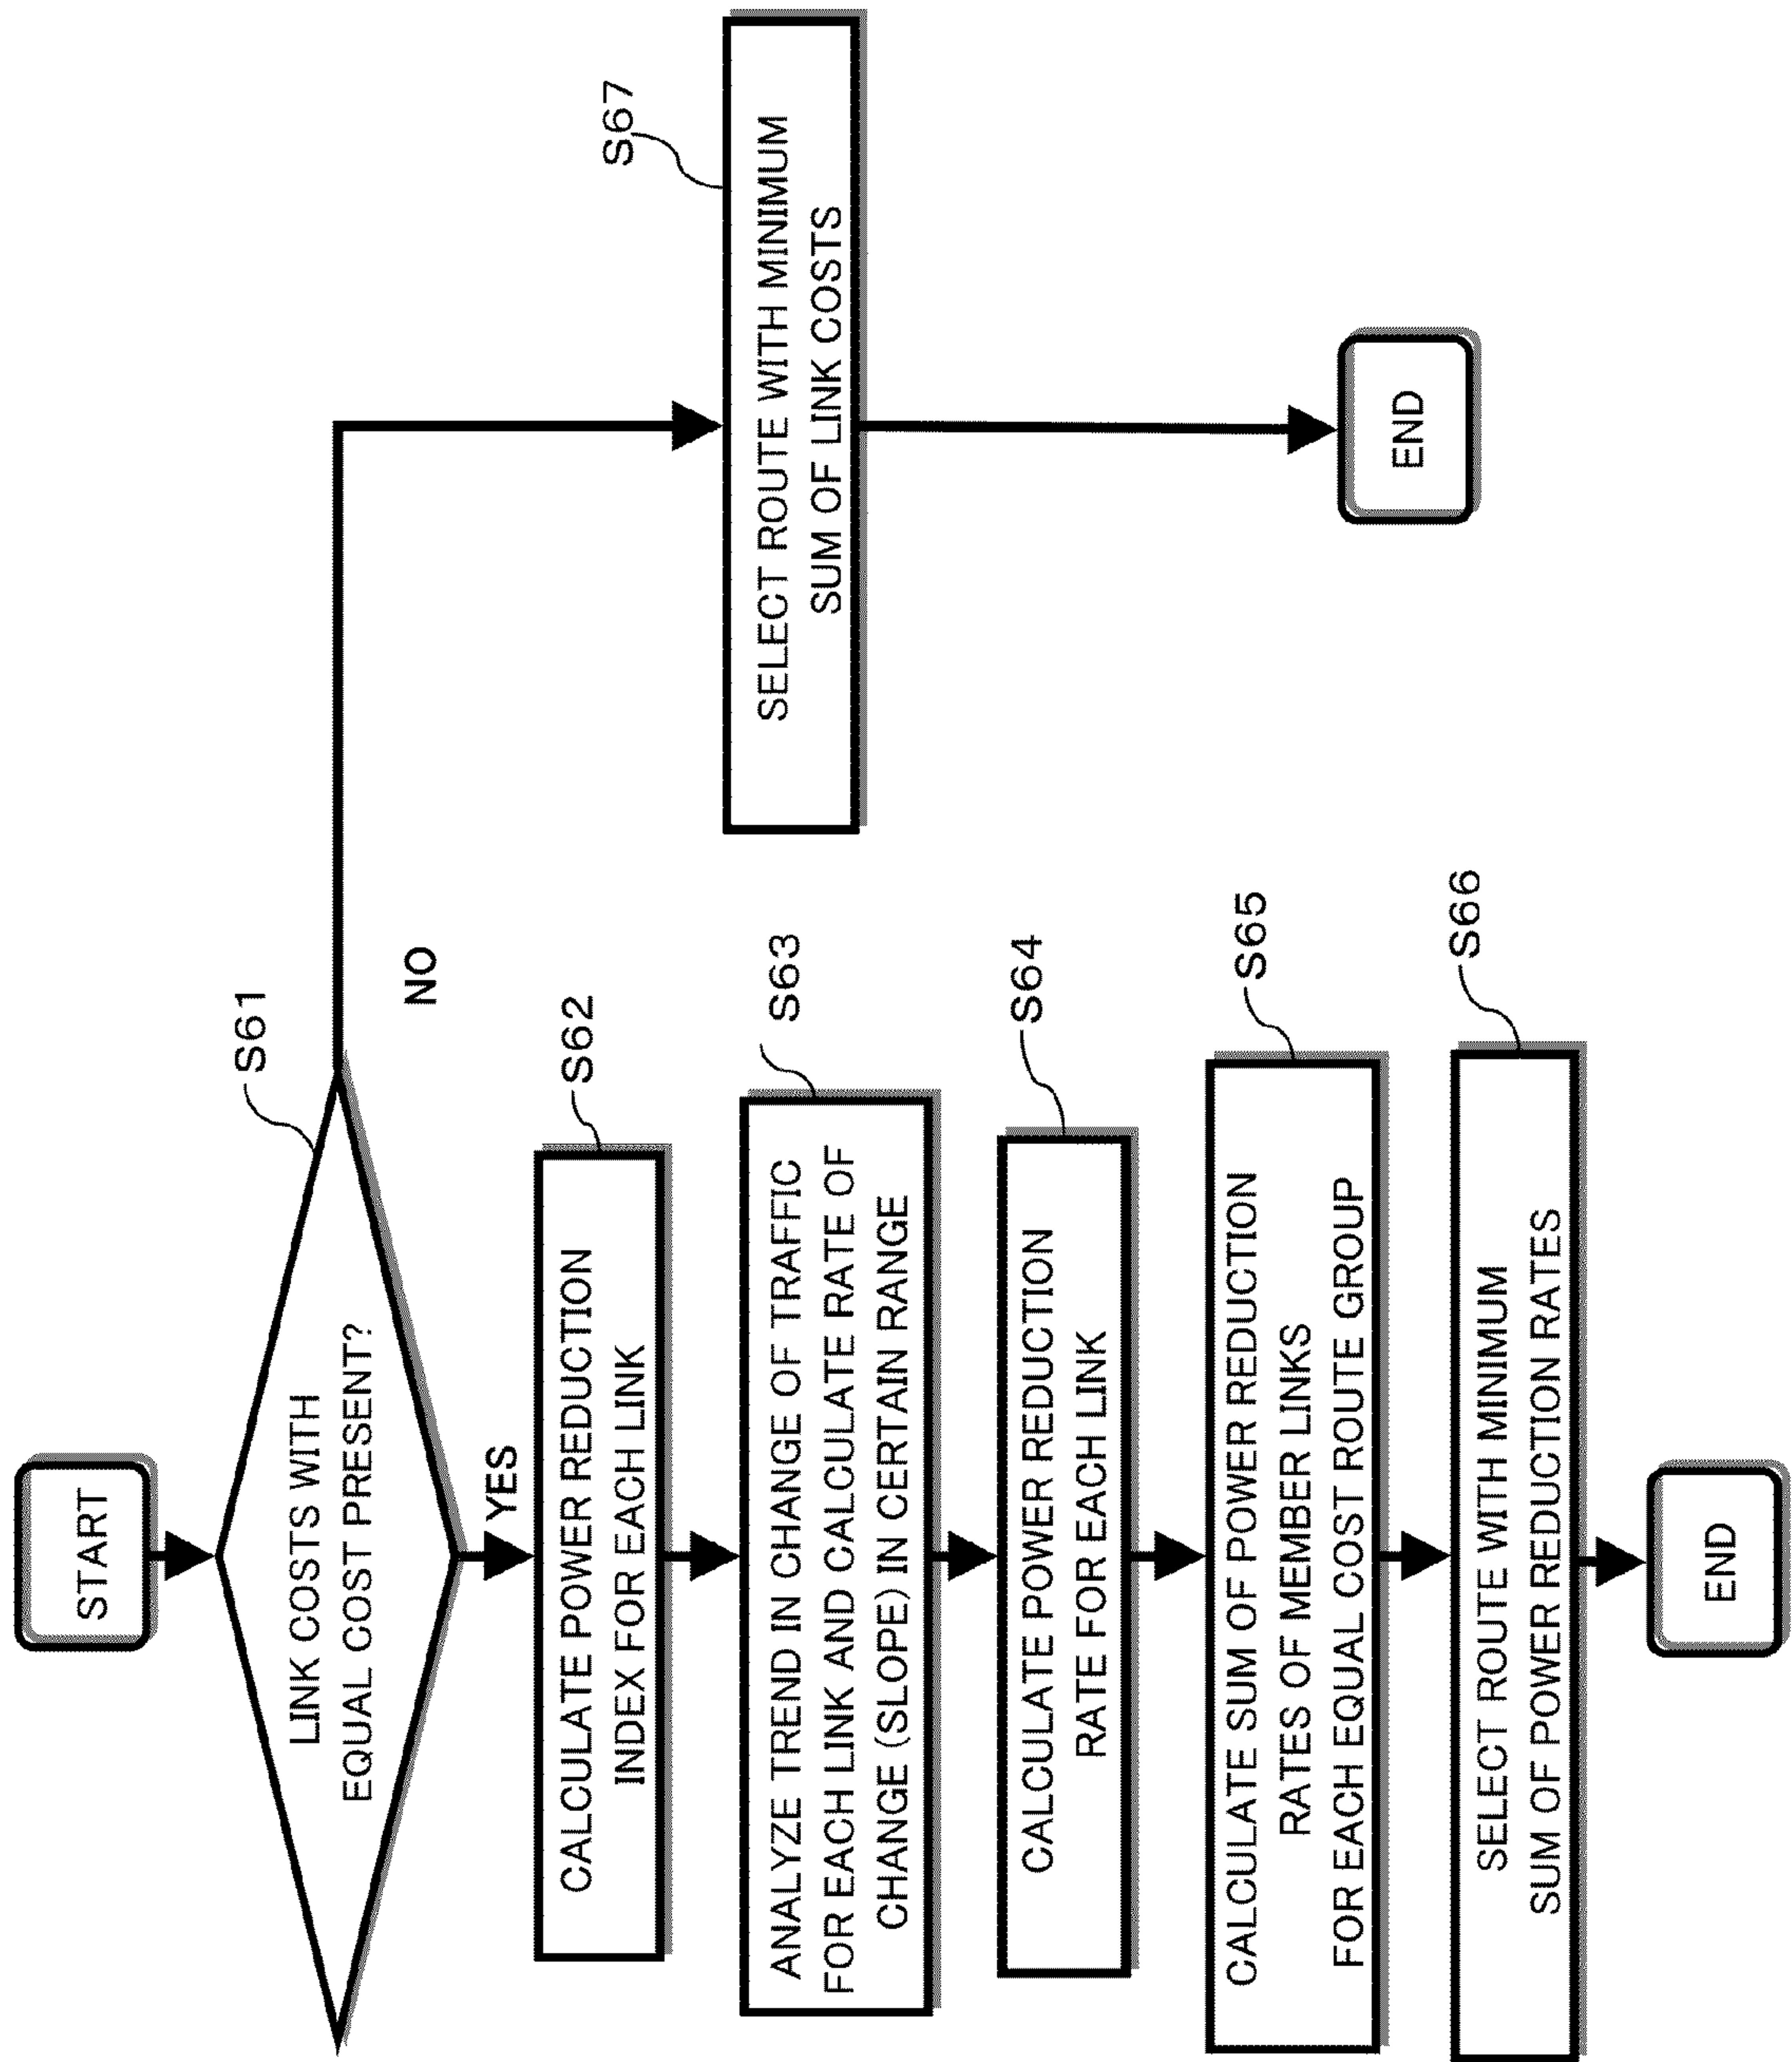 START
S61
LINK COSTS WITH
EQUAL COST PRESENT?
NO
YES
S62
CALCULATE POWER REDUCTION
INDEX FOR EACH LINK
S63
ANALYZE TREND IN CHANGE OF TRAFFIC
FOR EACH LINK AND CALCULATE RATE OF
CHANGE (SLOPE) IN CERTAIN RANGE
S64
CALCULATE POWER REDUCTION
RATE FOR EACH LINK
S65
CALCULATE SUM OF POWER REDUCTION
RATES OF MEMBER LINKS
FOR EACH EQUAL COST ROUTE GROUP
S66
SELECT ROUTE WITH MINIMUM
SUM OF POWER REDUCTION RATES
END
S67
SELECT ROUTE WITH MINIMUM
SUM OF LINK COSTS
END